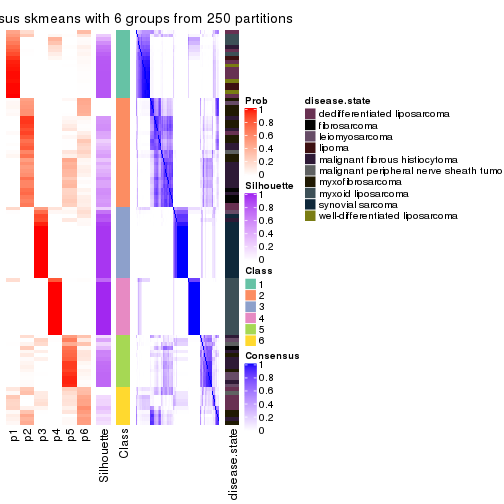 sus skmeans with 6 groups from 250 partitions
Prob
1
0.8
0.6
0.4
0.2
0
Silhouette
1
0.8
0.6
0.4
0.2
0
Class
1
2
3
4
5
6
Consensus
1
0.8
0.6
0.4
0.2
0
disease.state
dedifferentiated liposarcoma
fibrosarcoma
leiomyosarcoma
lipoma
malignant fibrous histiocytoma
malignant peripheral nerve sheath tumo
myxofibrosarcoma
myxoid liposarcoma
synovial sarcoma
well-differentiated liposarcoma
p1
p2
p3
p4
p5
p6
Silhouette
Class
disease.state